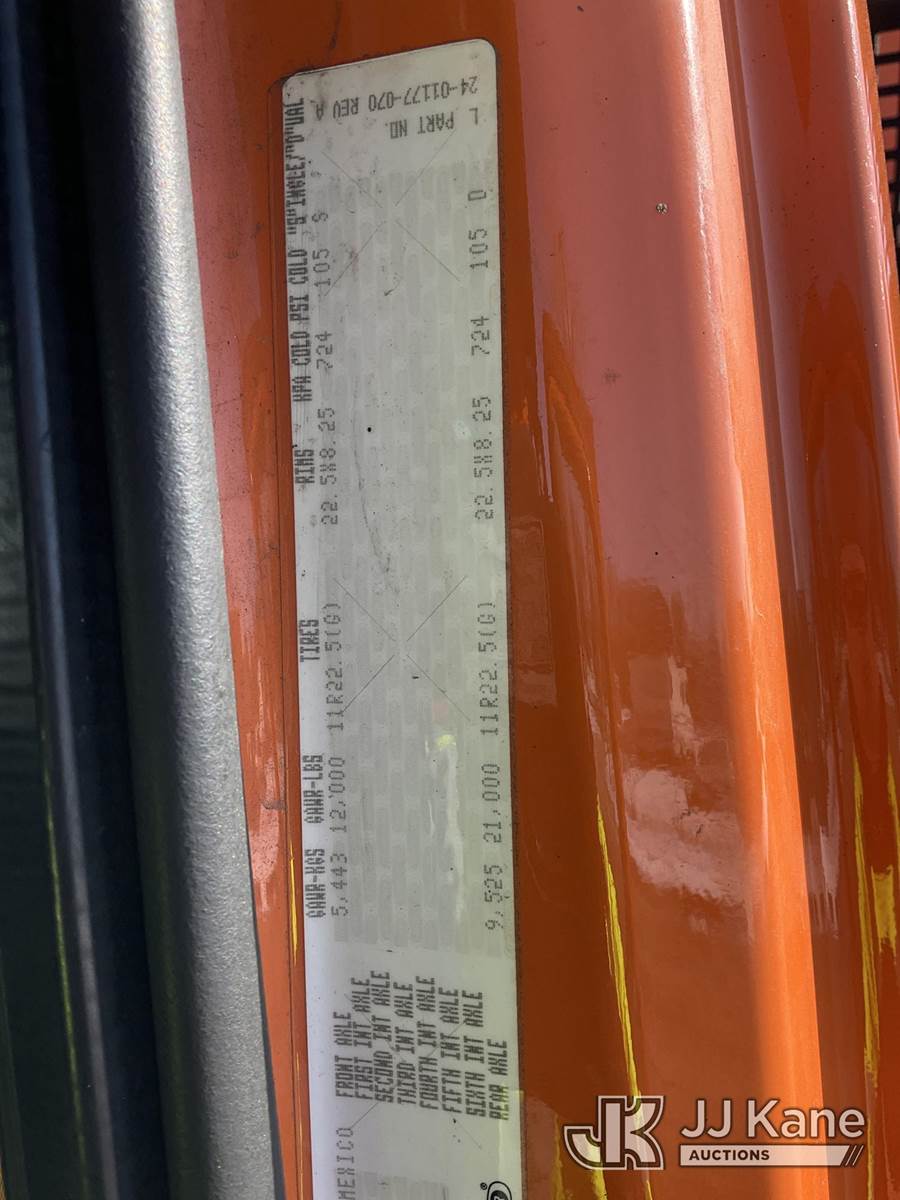 GAWR-KGS GAWR-LBS TIRES RIMS KPA COLD PSI COLD "S"INGLE/"D"UAL
FRONT AXLE 5,443 12,000 11R22.5(G) 22.5X8.25 724 105 S
FIRST INT AXLE
SECOND INT AXLE
THIRD INT AXLE
FOURTH INT AXLE
FIFTH INT AXLE
SIXTH INT AXLE
REAR AXLE 9,525 21,000 11R22.5(G) 22.5X8.25 724 105 D
MEXICO
L PART NO.
24-01177-070 REV A
JK JJ Kane
AUCTIONS